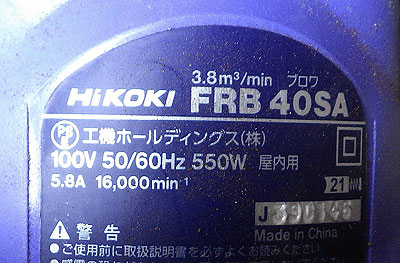 3.8m³/min ブロワ
HiKOKI FRB 40SA
PSE 工機ホールディングス(株)
100V 50/60Hz 550W 屋内用
5.8A 16,000min⁻¹
21
J 390146
Made in China
警告
●ご使用前に取扱説明書を必ずよくお読みください